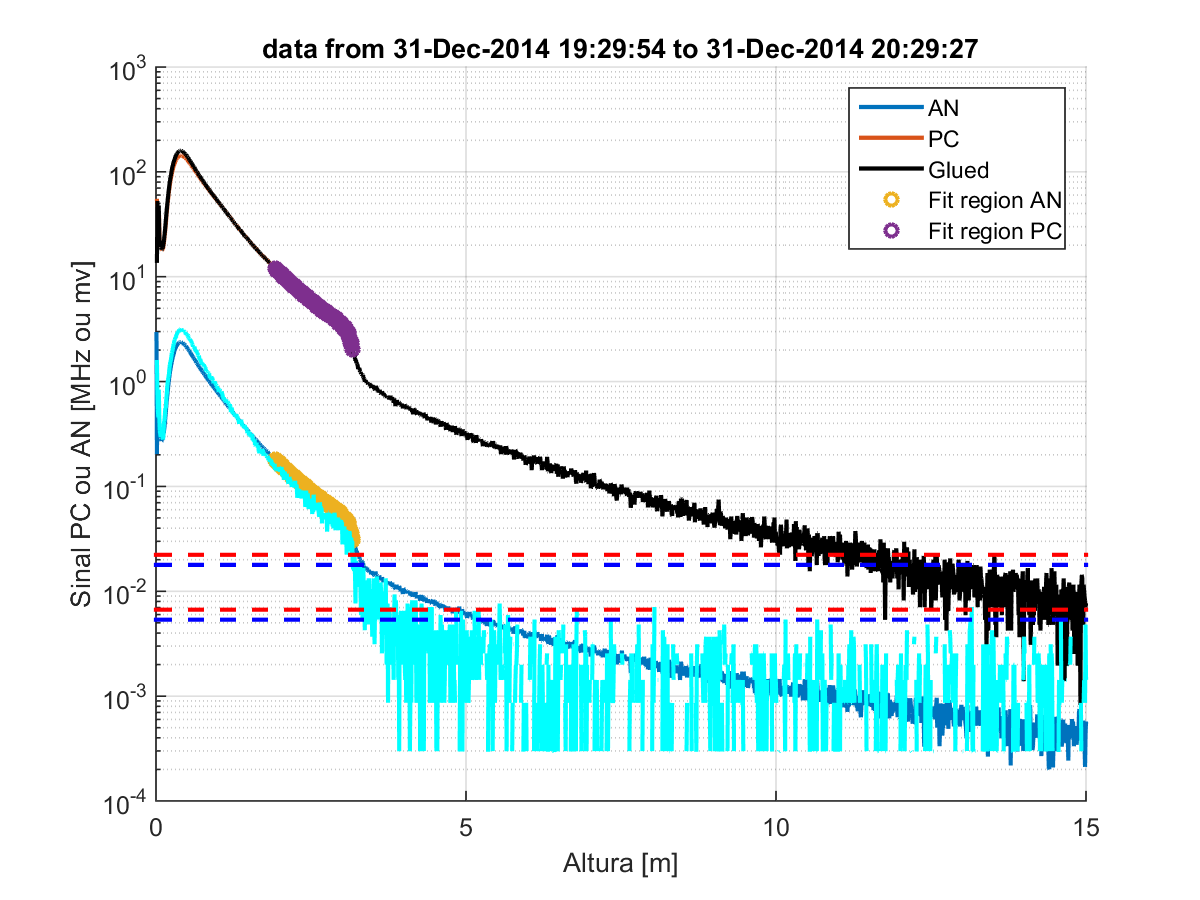 data from 31-Dec-2014 19:29:54 to 31-Dec-2014 20:29:27
Sinal PC ou AN [MHz ou mv]
10^3
10^2
10^1
10^0
10^-1
10^-2
10^-3
10^-4
AN
PC
Glued
Fit region AN
Fit region PC
0 5 10 15
Altura [m]